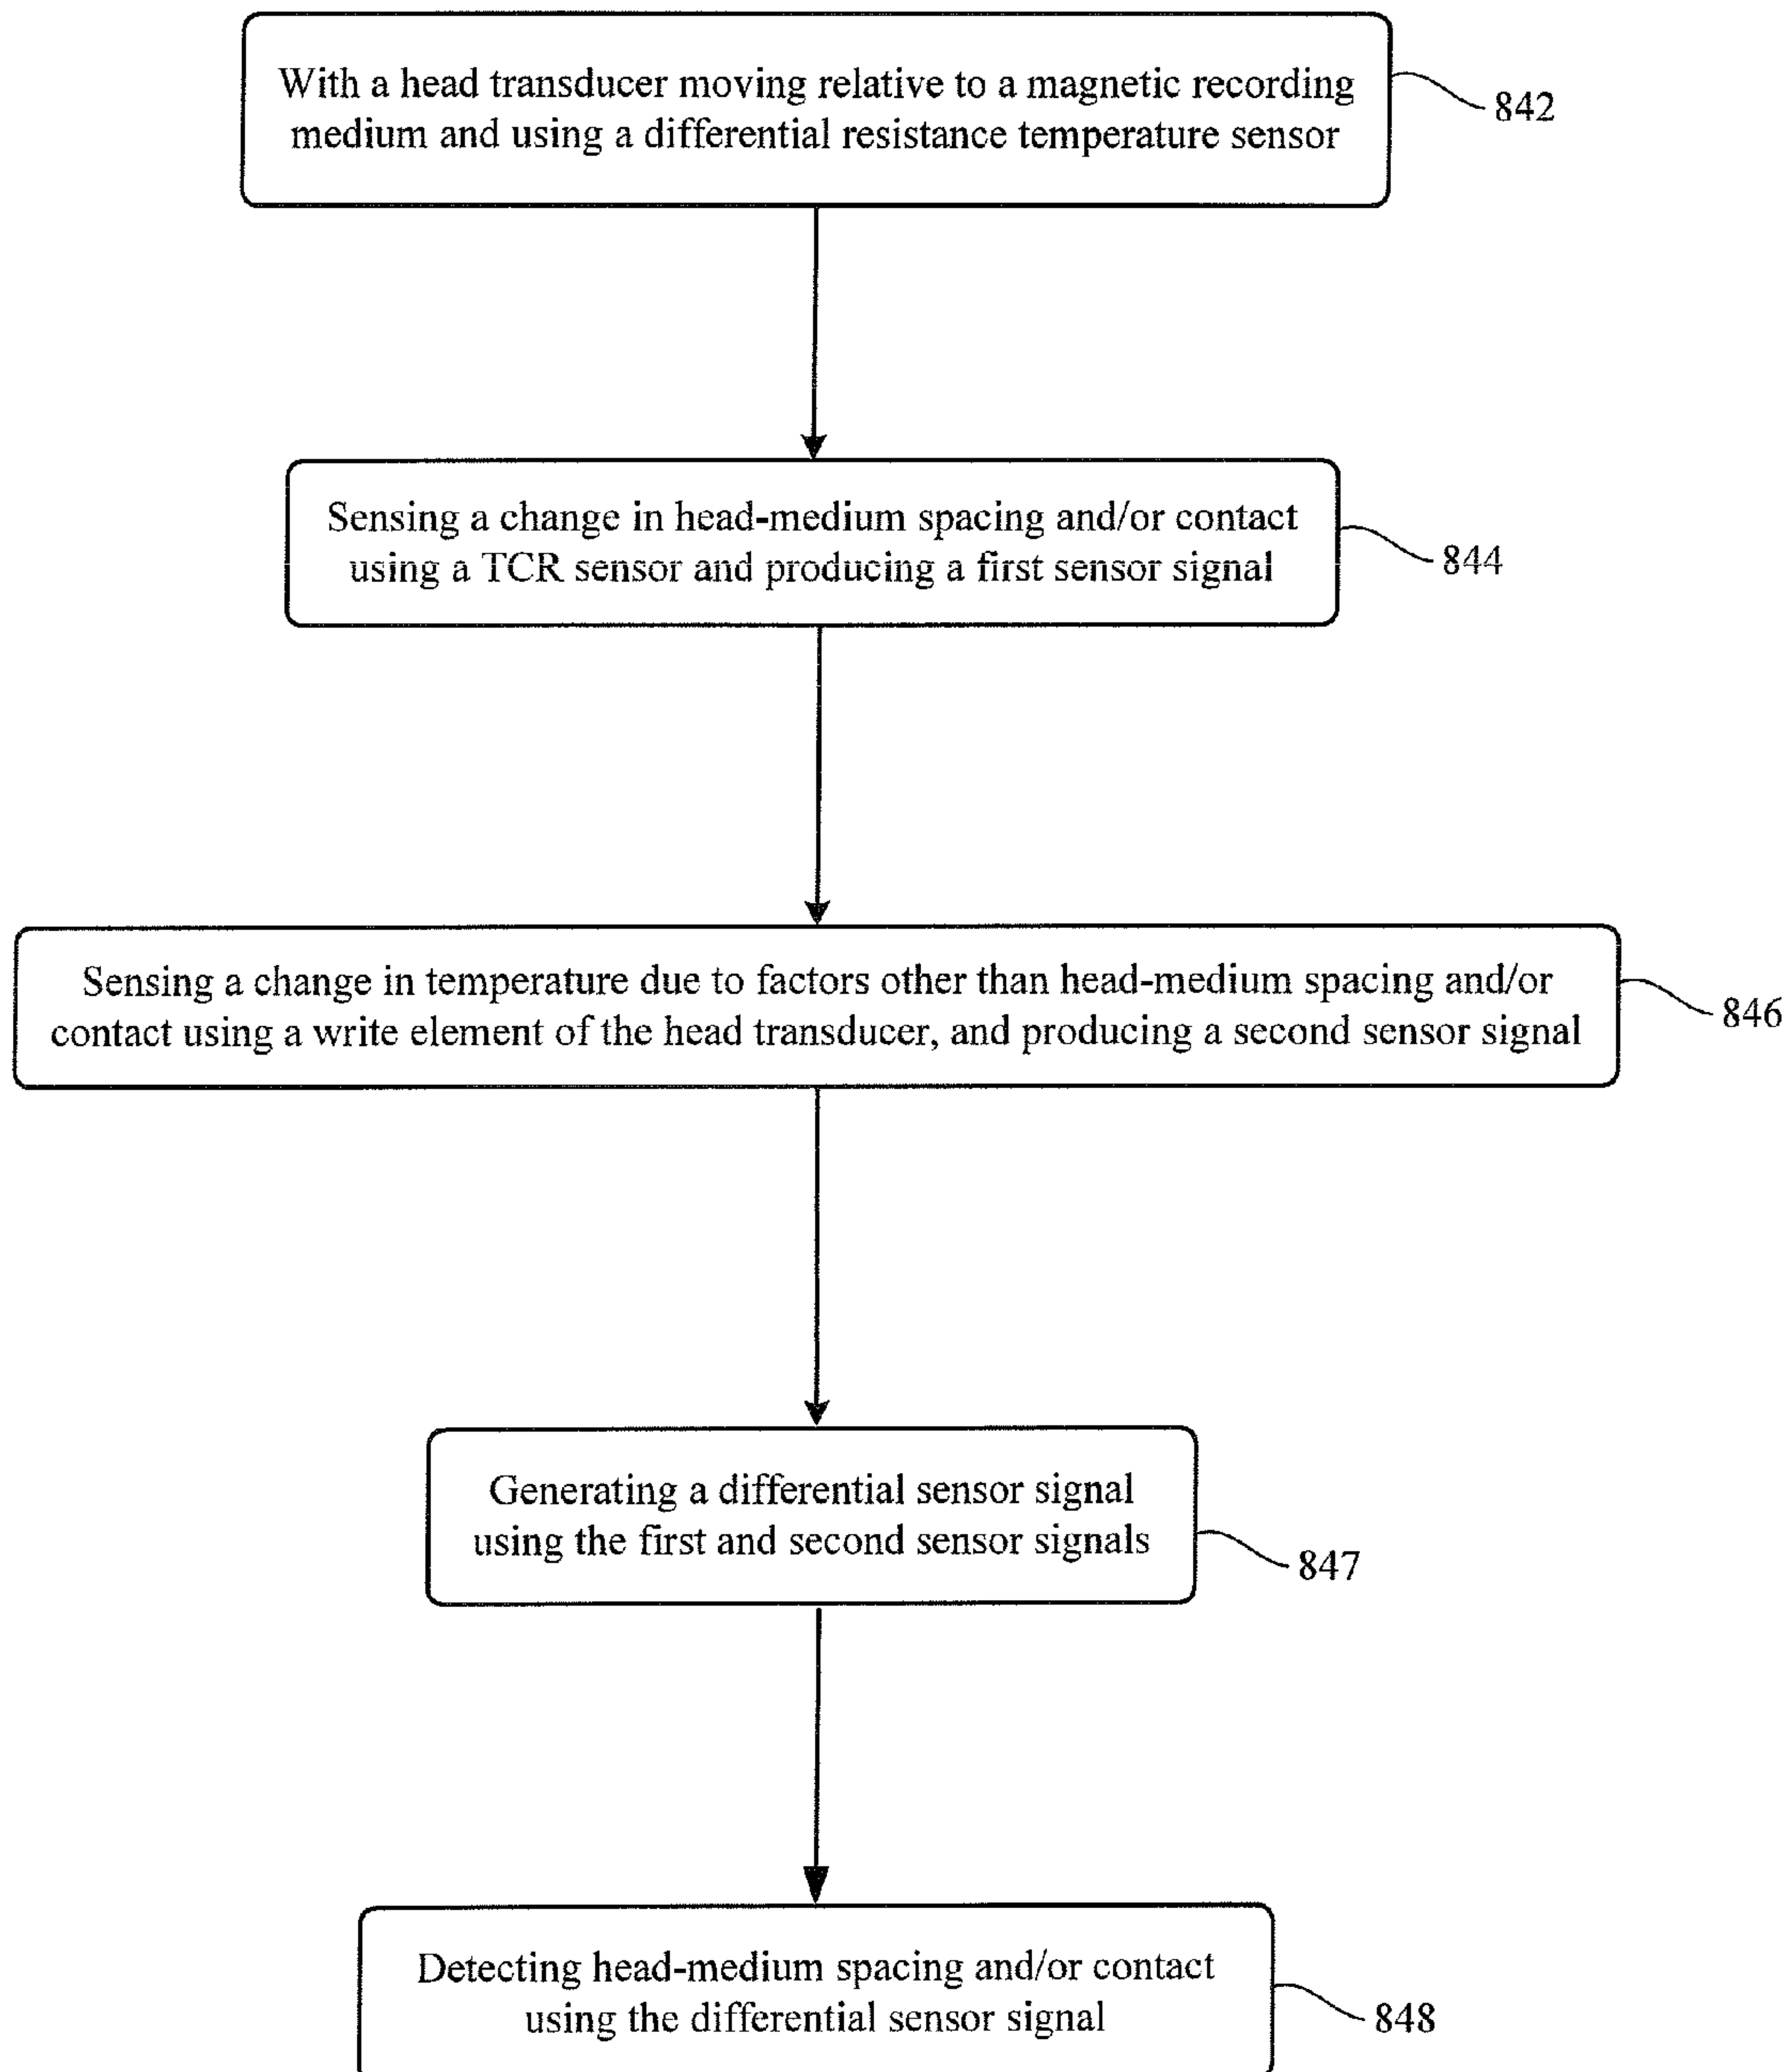 With a head transducer moving relative to a magnetic recording
medium and using a differential resistance temperature sensor
842
Sensing a change in head-medium spacing and/or contact
using a TCR sensor and producing a first sensor signal
844
Sensing a change in temperature due to factors other than head-medium spacing and/or
contact using a write element of the head transducer, and producing a second sensor signal
846
Generating a differential sensor signal
using the first and second sensor signals
847
Detecting head-medium spacing and/or contact
using the differential sensor signal
848